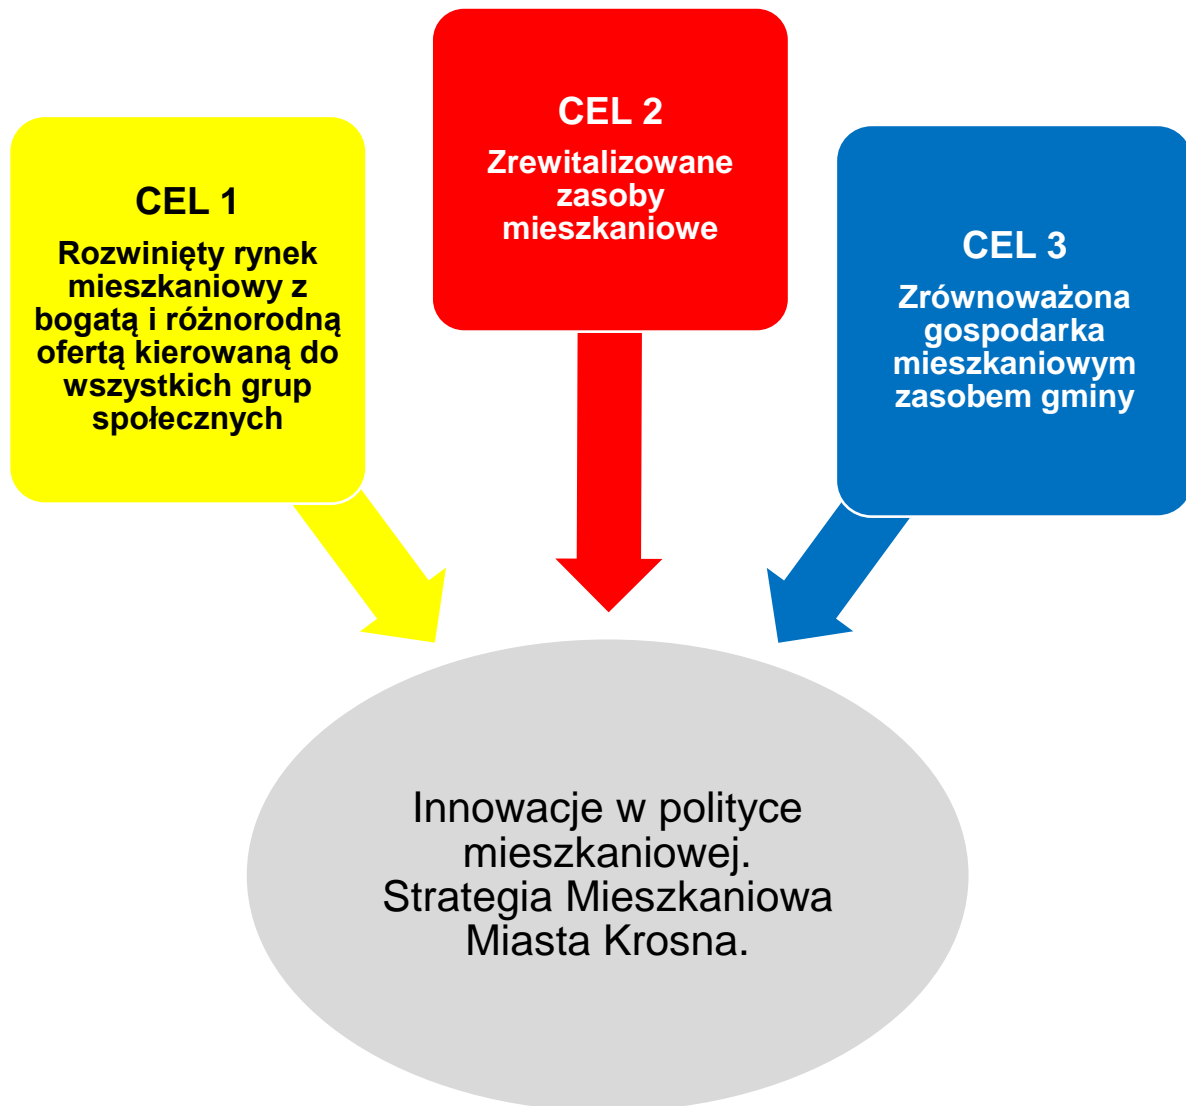 CEL 1
Rozwinięty rynek
mieszkaniowy z
bogatą i różnorodną
ofertą kierowaną do
wszystkich grup
społecznych
CEL 2
Zrewitalizowane
zasoby
mieszkaniowe
CEL 3
Zrównoważona
gospodarka
mieszkaniowym
zasobem gminy
Innowacje w polityce
mieszkaniowej.
Strategia Mieszkaniowa
Miasta Krosna.